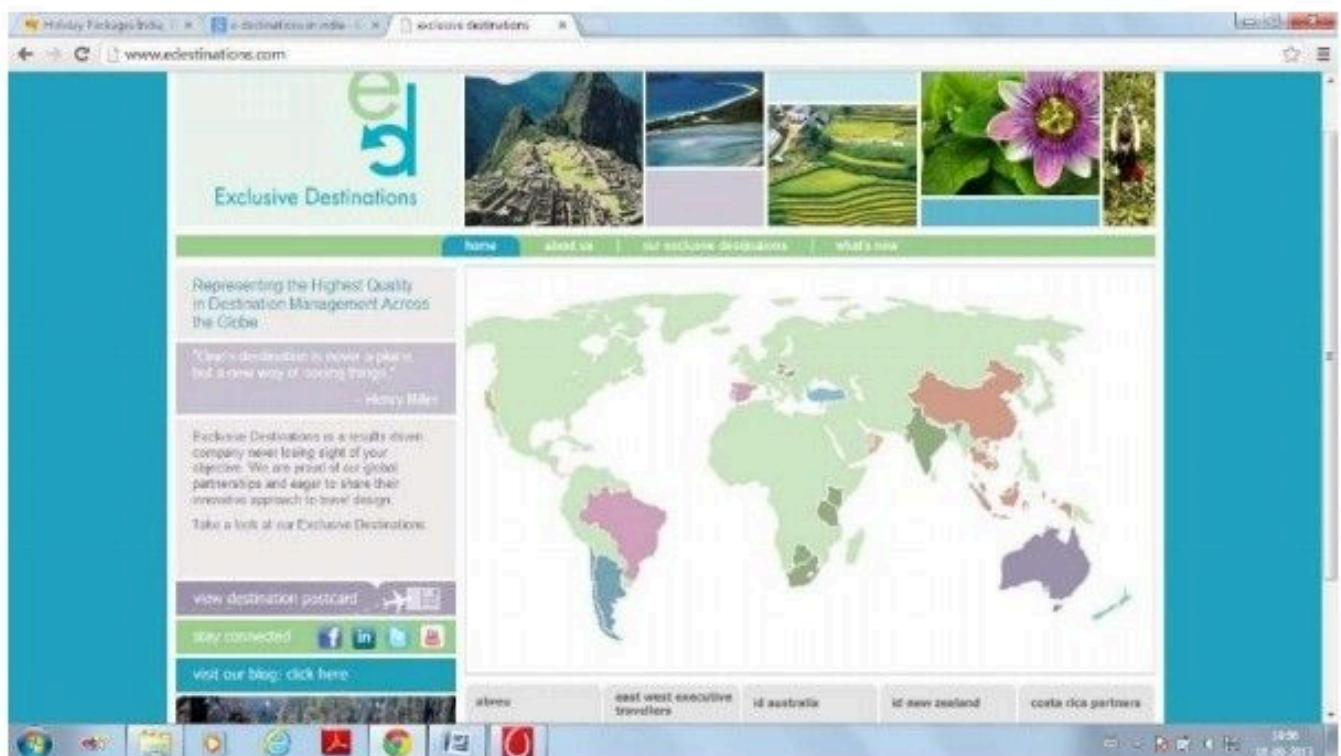 Holiday Packages India
e-destinations in india
exclusive destinations
www.edestinations.com
ed
Exclusive Destinations
home
about us
our exclusive destinations
what's new
Representing the Highest Quality
in Destination Management Across
the Globe
"One's destination is never a place
but a new way of seeing things."
- Henry Miller
Exclusive Destinations is a results driven
company never losing sight of your
objective. We are proud of our global
partnerships and eager to share their
innovative approach to travel design.
Take a look at our Exclusive Destinations
view destination postcard
stay connected
f in
visit our blog: click here
abreu
east west executive
travellers
id australia
id new zealand
costa rica partners